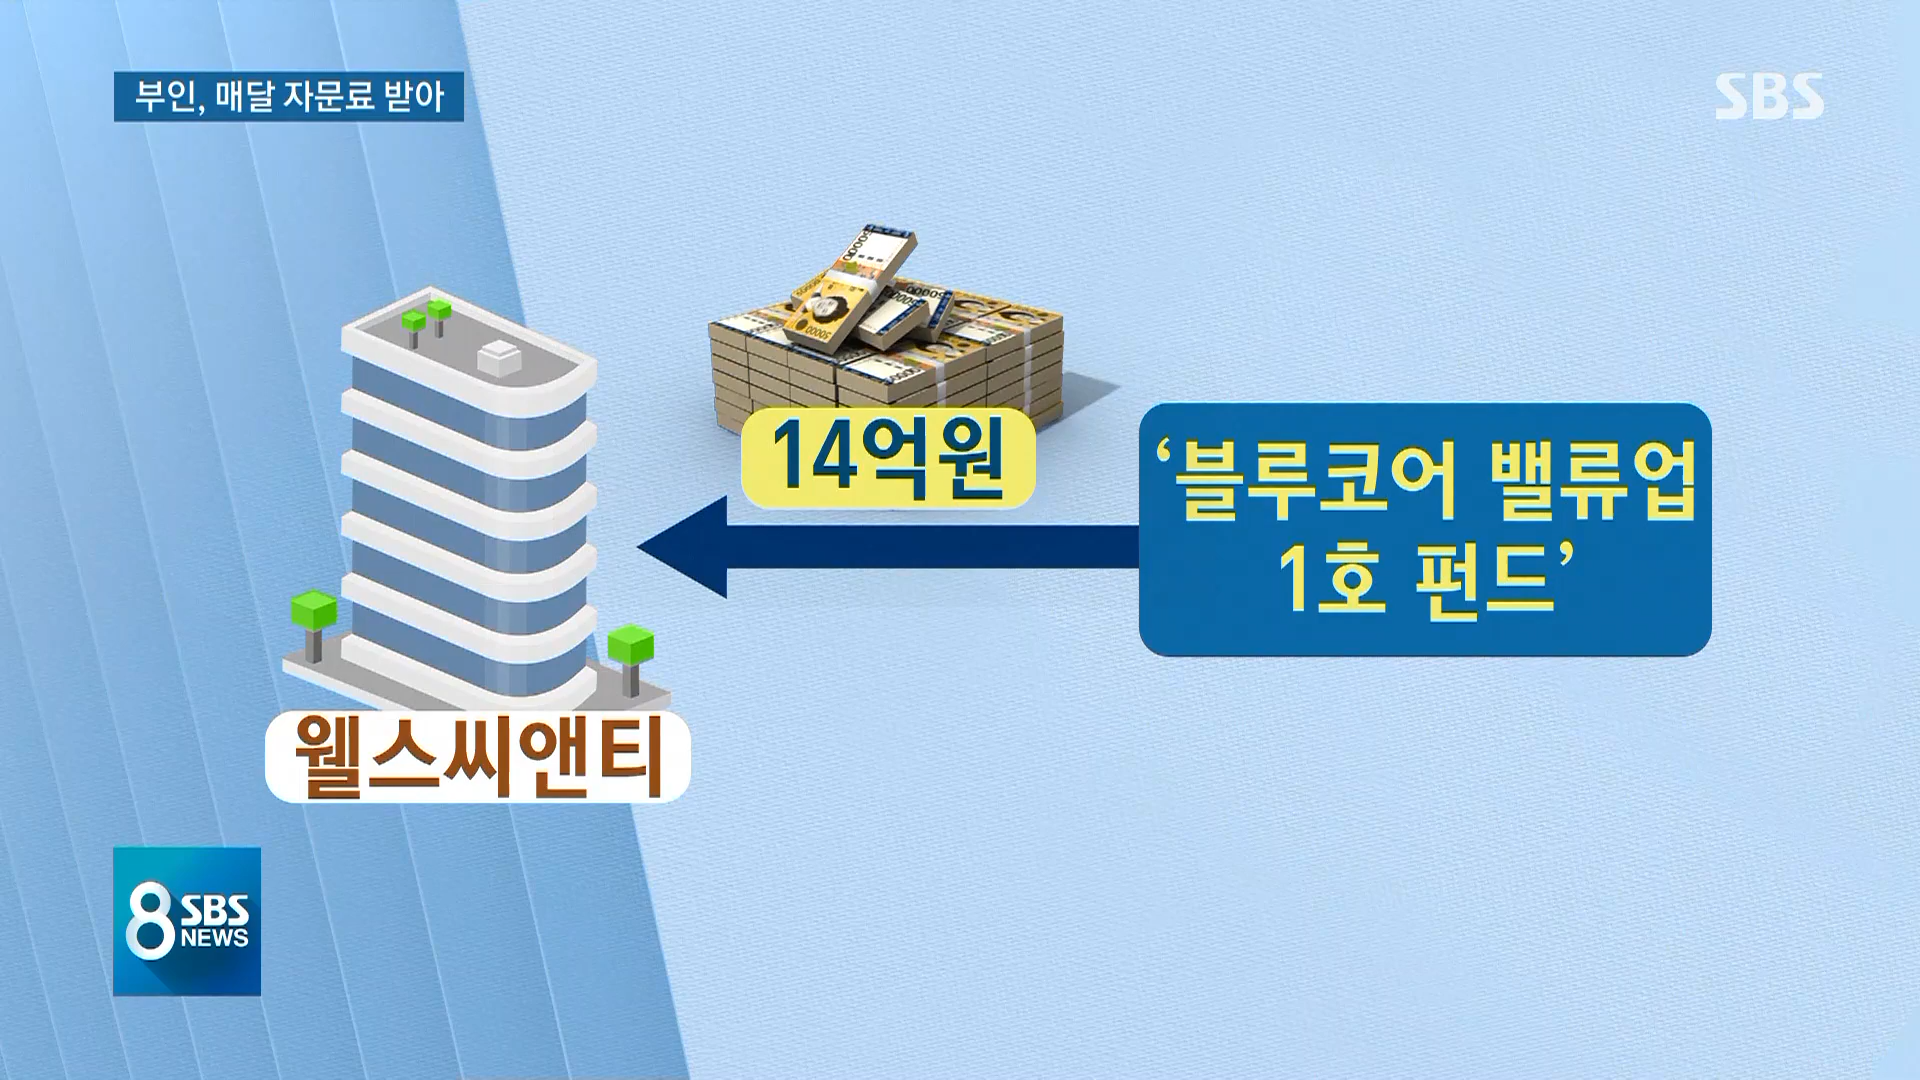 부인, 매달 자문료 받아
SBS
14억원
‘블루코어 밸류업
1호 펀드’
웰스씨앤티
8 SBS
NEWS